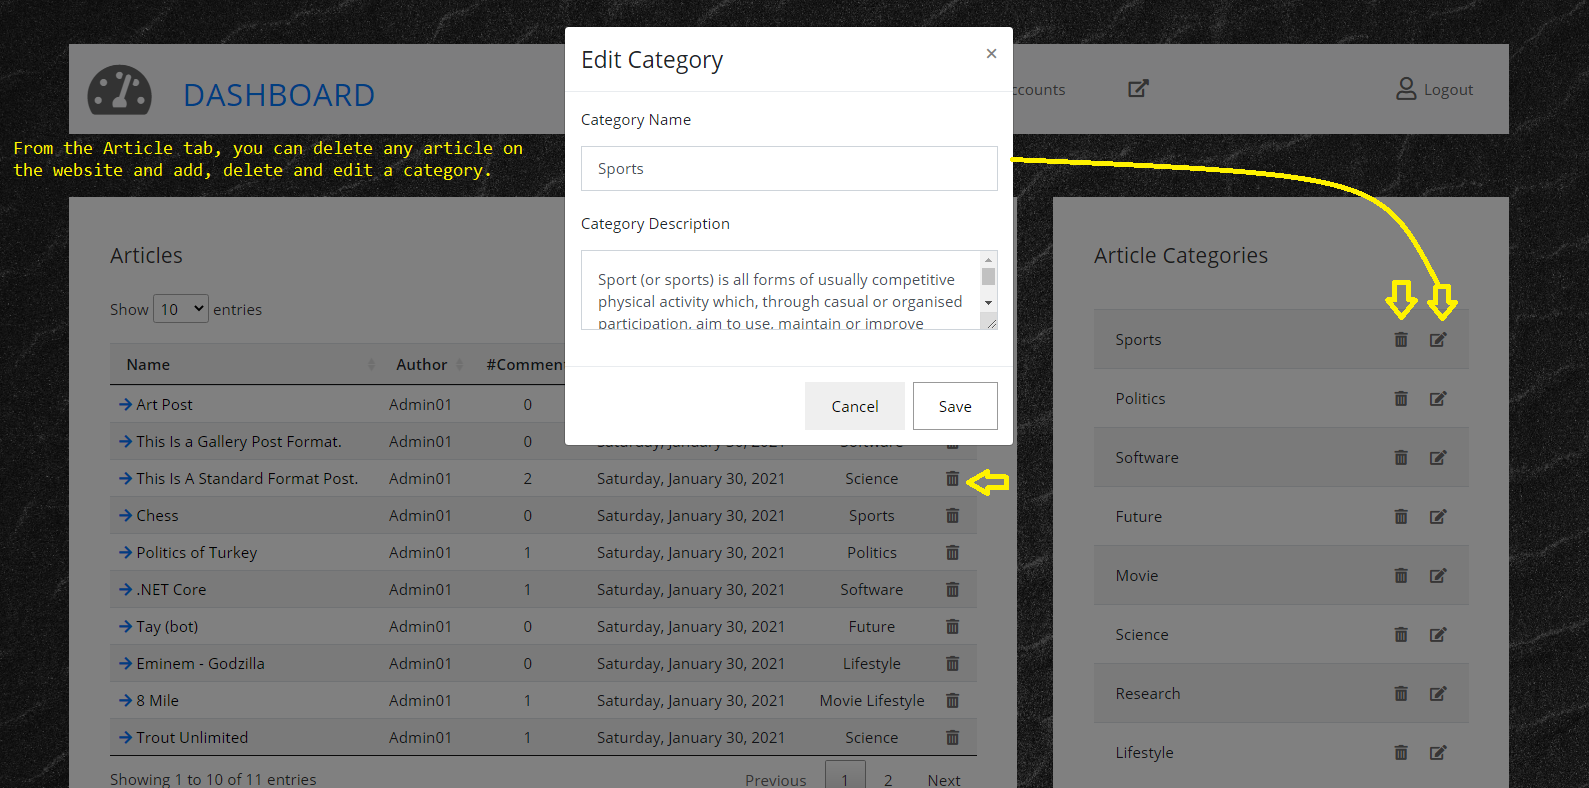 Edit Category
×
Category Name
Sports
Category Description
Sport (or sports) is all forms of usually competitive
physical activity which, through casual or organised
participation, aim to use, maintain or improve
Cancel Save
DASHBOARD
ccounts
Logout
From the Article tab, you can delete any article on
the website and add, delete and edit a category.
Articles
Show 10 entries
Name Author #Commen
Art Post Admin01 0
This Is a Gallery Post Format. Admin01 0 Saturday, January 30, 2021 Software
This Is A Standard Format Post. Admin01 2 Saturday, January 30, 2021 Science
Chess Admin01 0 Saturday, January 30, 2021 Sports
Politics of Turkey Admin01 1 Saturday, January 30, 2021 Politics
.NET Core Admin01 1 Saturday, January 30, 2021 Software
Tay (bot) Admin01 0 Saturday, January 30, 2021 Future
Eminem - Godzilla Admin01 0 Saturday, January 30, 2021 Lifestyle
8 Mile Admin01 1 Saturday, January 30, 2021 Movie Lifestyle
Trout Unlimited Admin01 1 Saturday, January 30, 2021 Science
Showing 1 to 10 of 11 entries
Previous 1 2 Next
Article Categories
Sports
Politics
Software
Future
Movie
Science
Research
Lifestyle